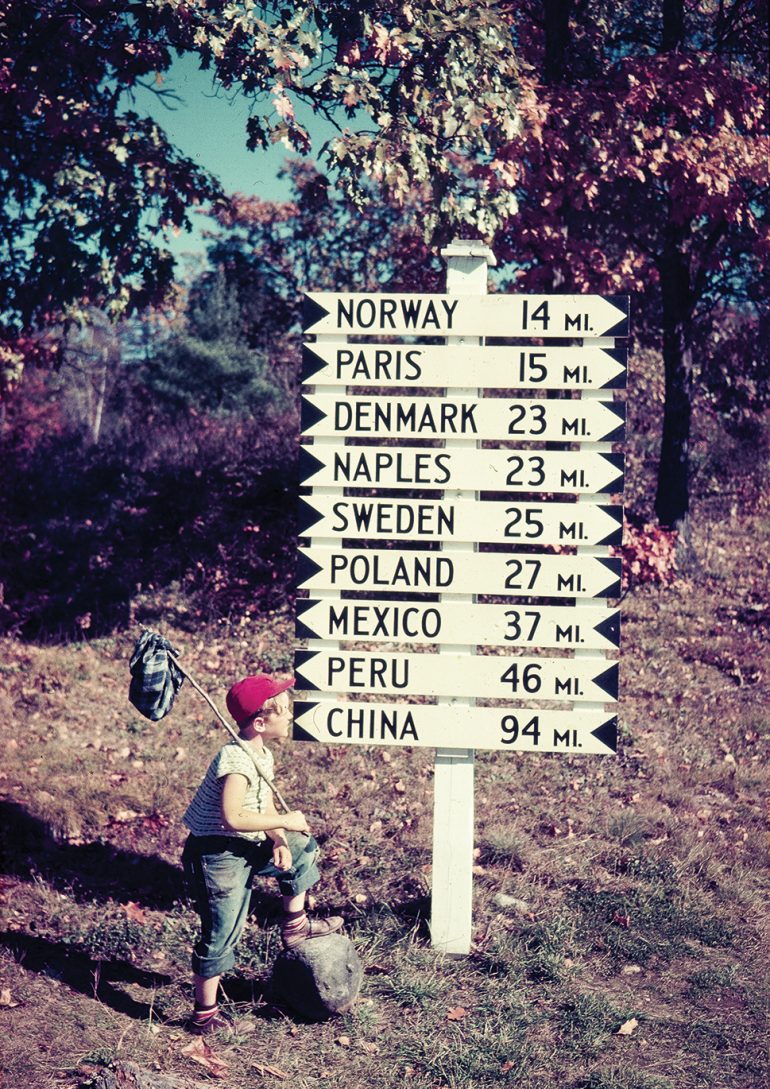 NORWAY 14 MI.
PARIS 15 MI.
DENMARK 23 MI.
NAPLES 23 MI.
SWEDEN 25 MI.
POLAND 27 MI.
MEXICO 37 MI.
PERU 46 MI.
CHINA 94 MI.